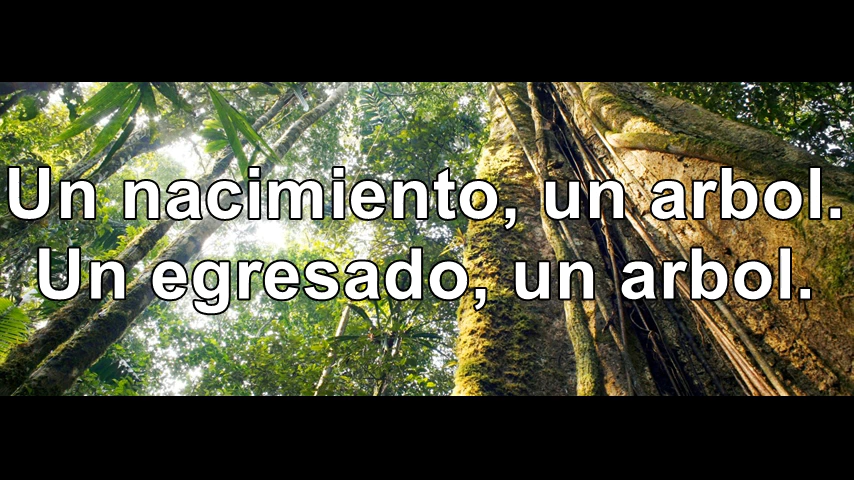 Un nacimiento, un arbol.
Un egresado, un arbol.